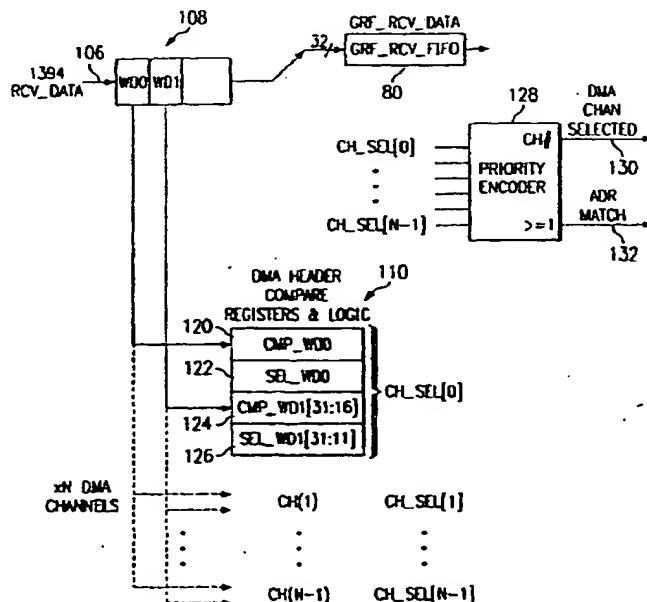 108
106
1394
RCV_DATA
WD0
WD1
32
GRF_RCV_DATA
GRF_RCV_FIFO
80
128
DMA
CHAN
SELECTED
CH#
130
CH_SEL[0]
PRIORITY
ENCODER
CH_SEL[N-1]
>=1
ADR
MATCH
132
DMA HEADER
COMPARE
REGISTERS & LOGIC
110
120
CMP_WD0
122
SEL_WD0
CH_SEL[0]
124
CMP_WD1[31:16]
126
SEL_WD1[31:11]
xN DMA
CHANNELS
CH(1)
CH_SEL[1]
CH(N-1)
CH_SEL[N-1]